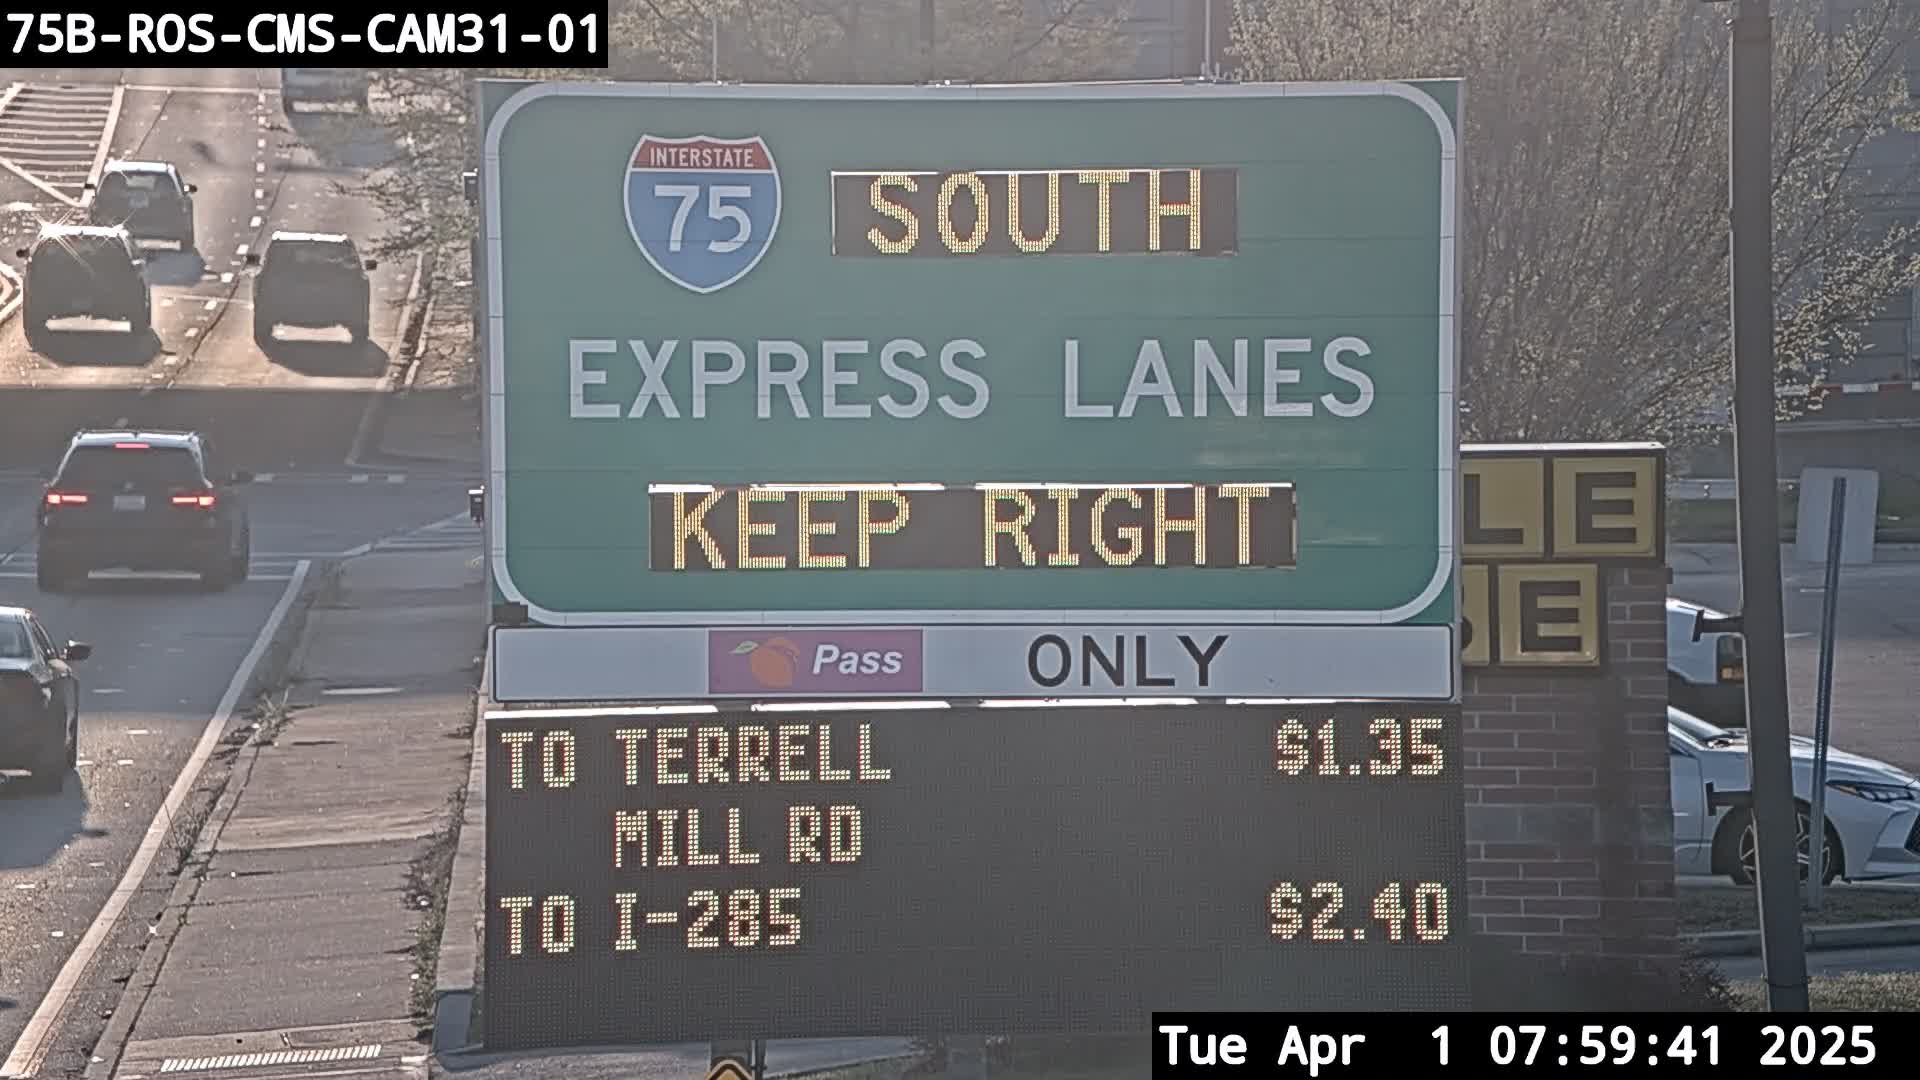 75B-ROS-CMS-CAM31-01
INTERSTATE
75
SOUTH
EXPRESS LANES
KEEP RIGHT
Pass ONLY
TO TERRELL $1.35
MILL RD
TO I-285 $2.40
LE
E
Tue Apr 1 07:59:41 2025